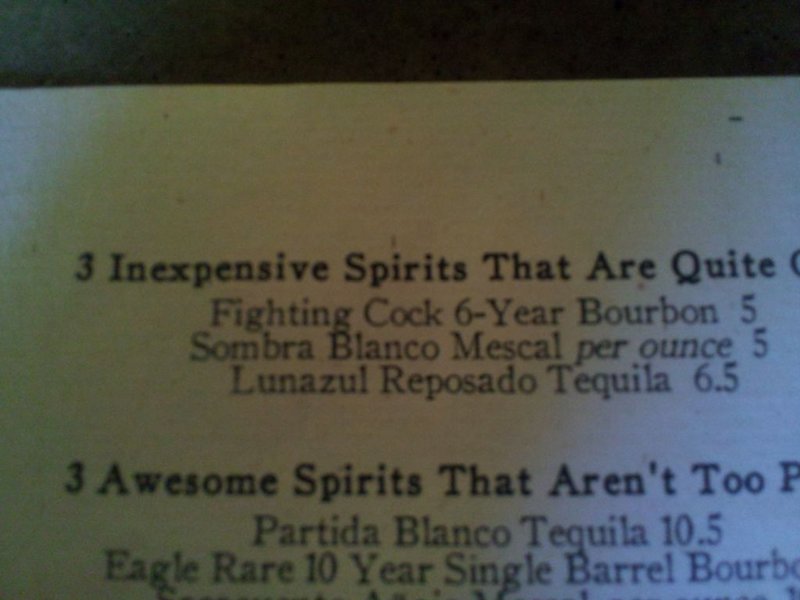 3 Inexpensive Spirits That Are Quite
Fighting Cock 6-Year Bourbon 5
Sombra Blanco Mescal per ounce 5
Lunazul Reposado Tequila 6.5
3 Awesome Spirits That Aren't Too
Partida Blanco Tequila 10.5
Eagle Rare 10 Year Single Barrel Bourbo